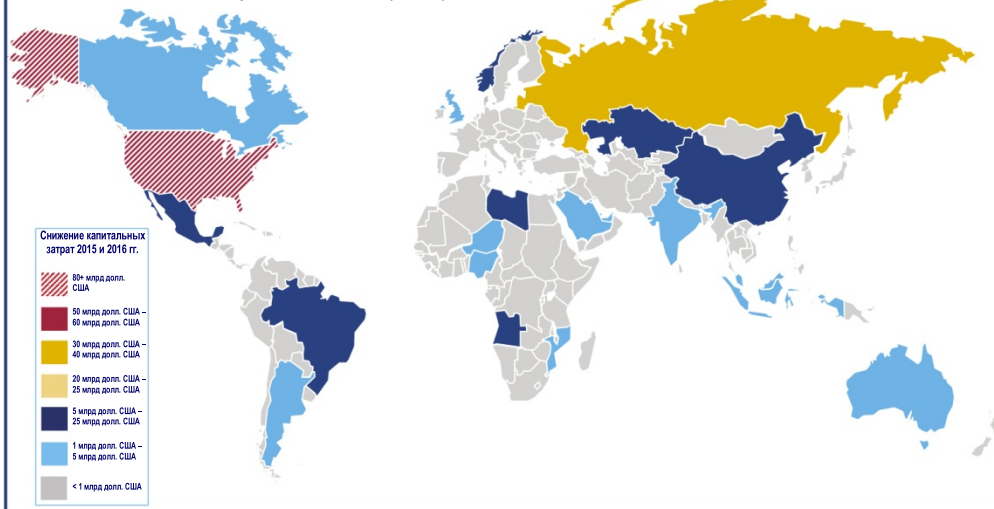 Снижение капитальных
затрат 2015 и 2016 гг.
80+ млрд долл.
США
50 млрд долл. США –
60 млрд долл. США
30 млрд долл. США –
40 млрд долл. США
20 млрд долл. США –
25 млрд долл. США
5 млрд долл. США –
25 млрд долл. США
1 млрд долл. США –
5 млрд долл. США
< 1 млрд долл. США